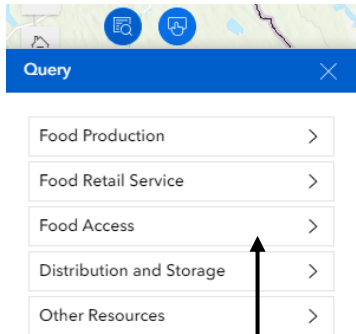 Query
Food Production
Food Retail Service
Food Access
Distribution and Storage
Other Resources